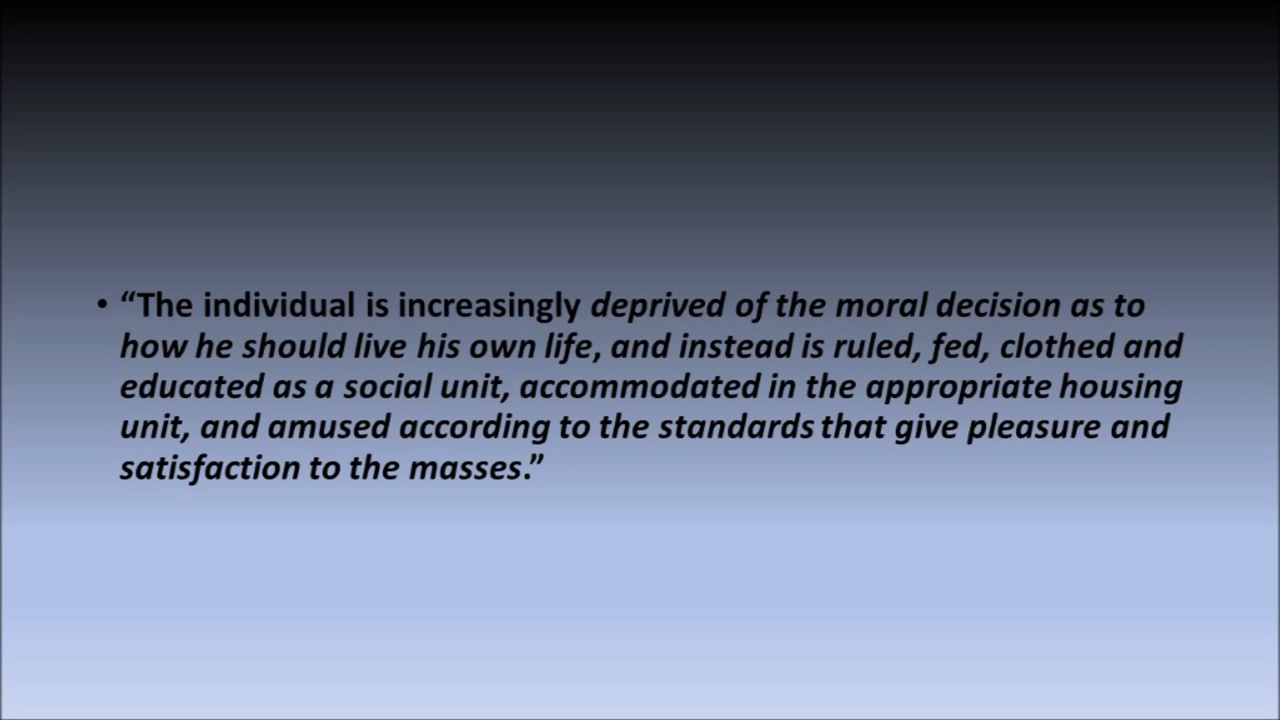 • “The individual is increasingly deprived of the moral decision as to
how he should live his own life, and instead is ruled, fed, clothed and
educated as a social unit, accommodated in the appropriate housing
unit, and amused according to the standards that give pleasure and
satisfaction to the masses.”